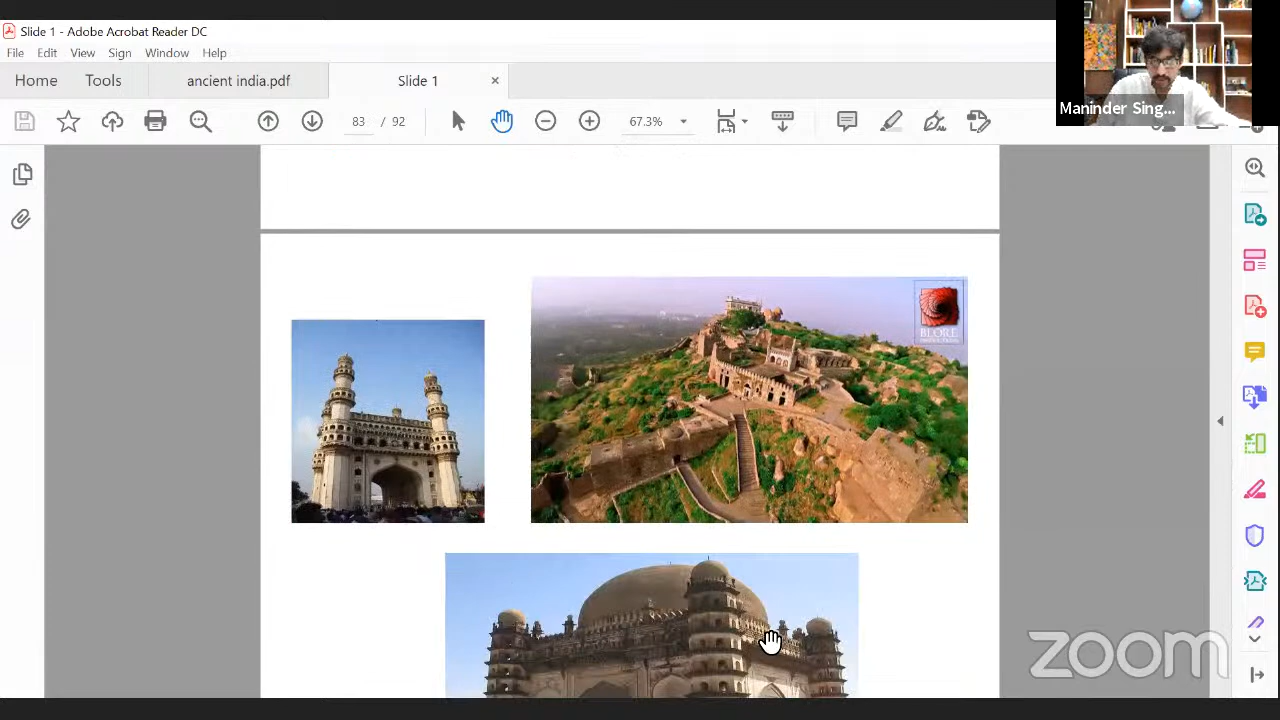 Slide 1 - Adobe Acrobat Reader DC
File Edit View Sign Window Help
Home Tools ancient india.pdf Slide 1
83 / 92 67.3%
Maninder Sing...
BLORE
zoom